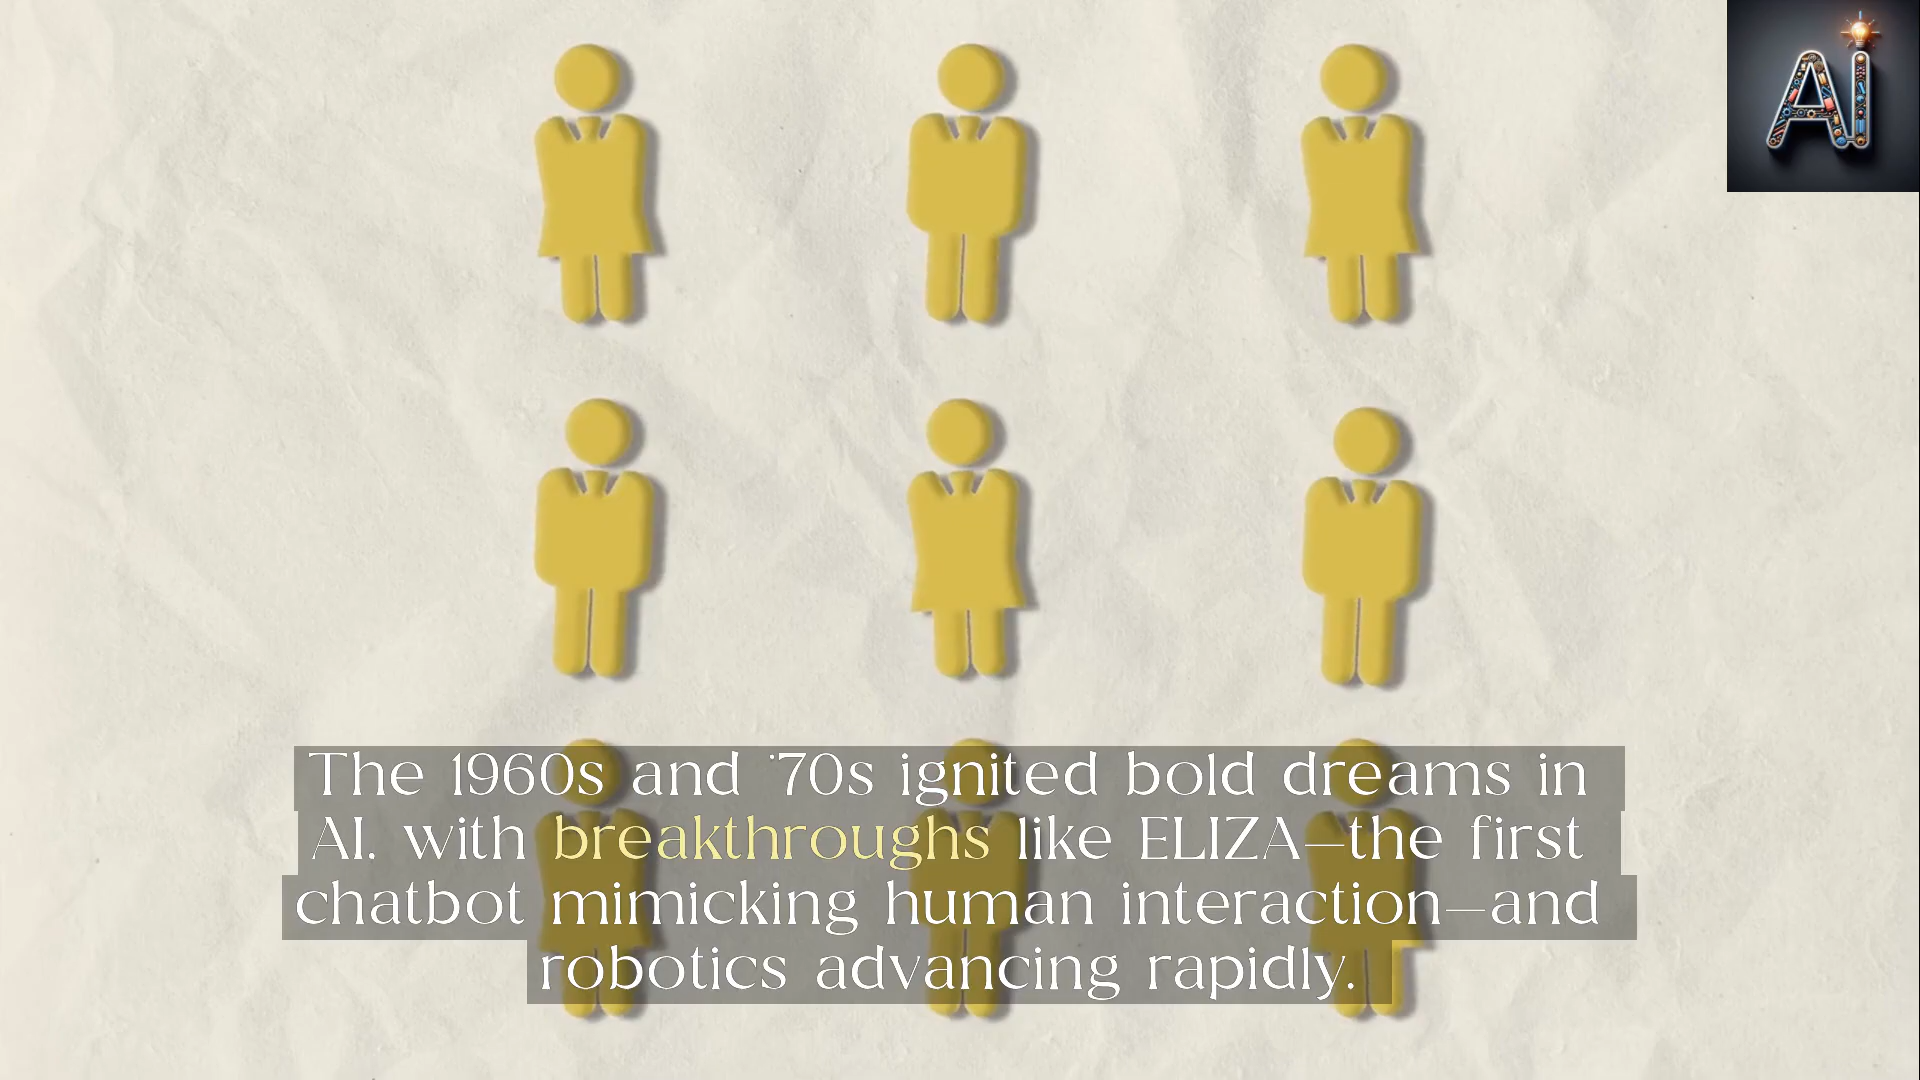 Ai
The 1960s and '70s ignited bold dreams in
AI. with breakthroughs like ELIZA—the first
chatbot mimicking human interaction—and
robotics advancing rapidly.